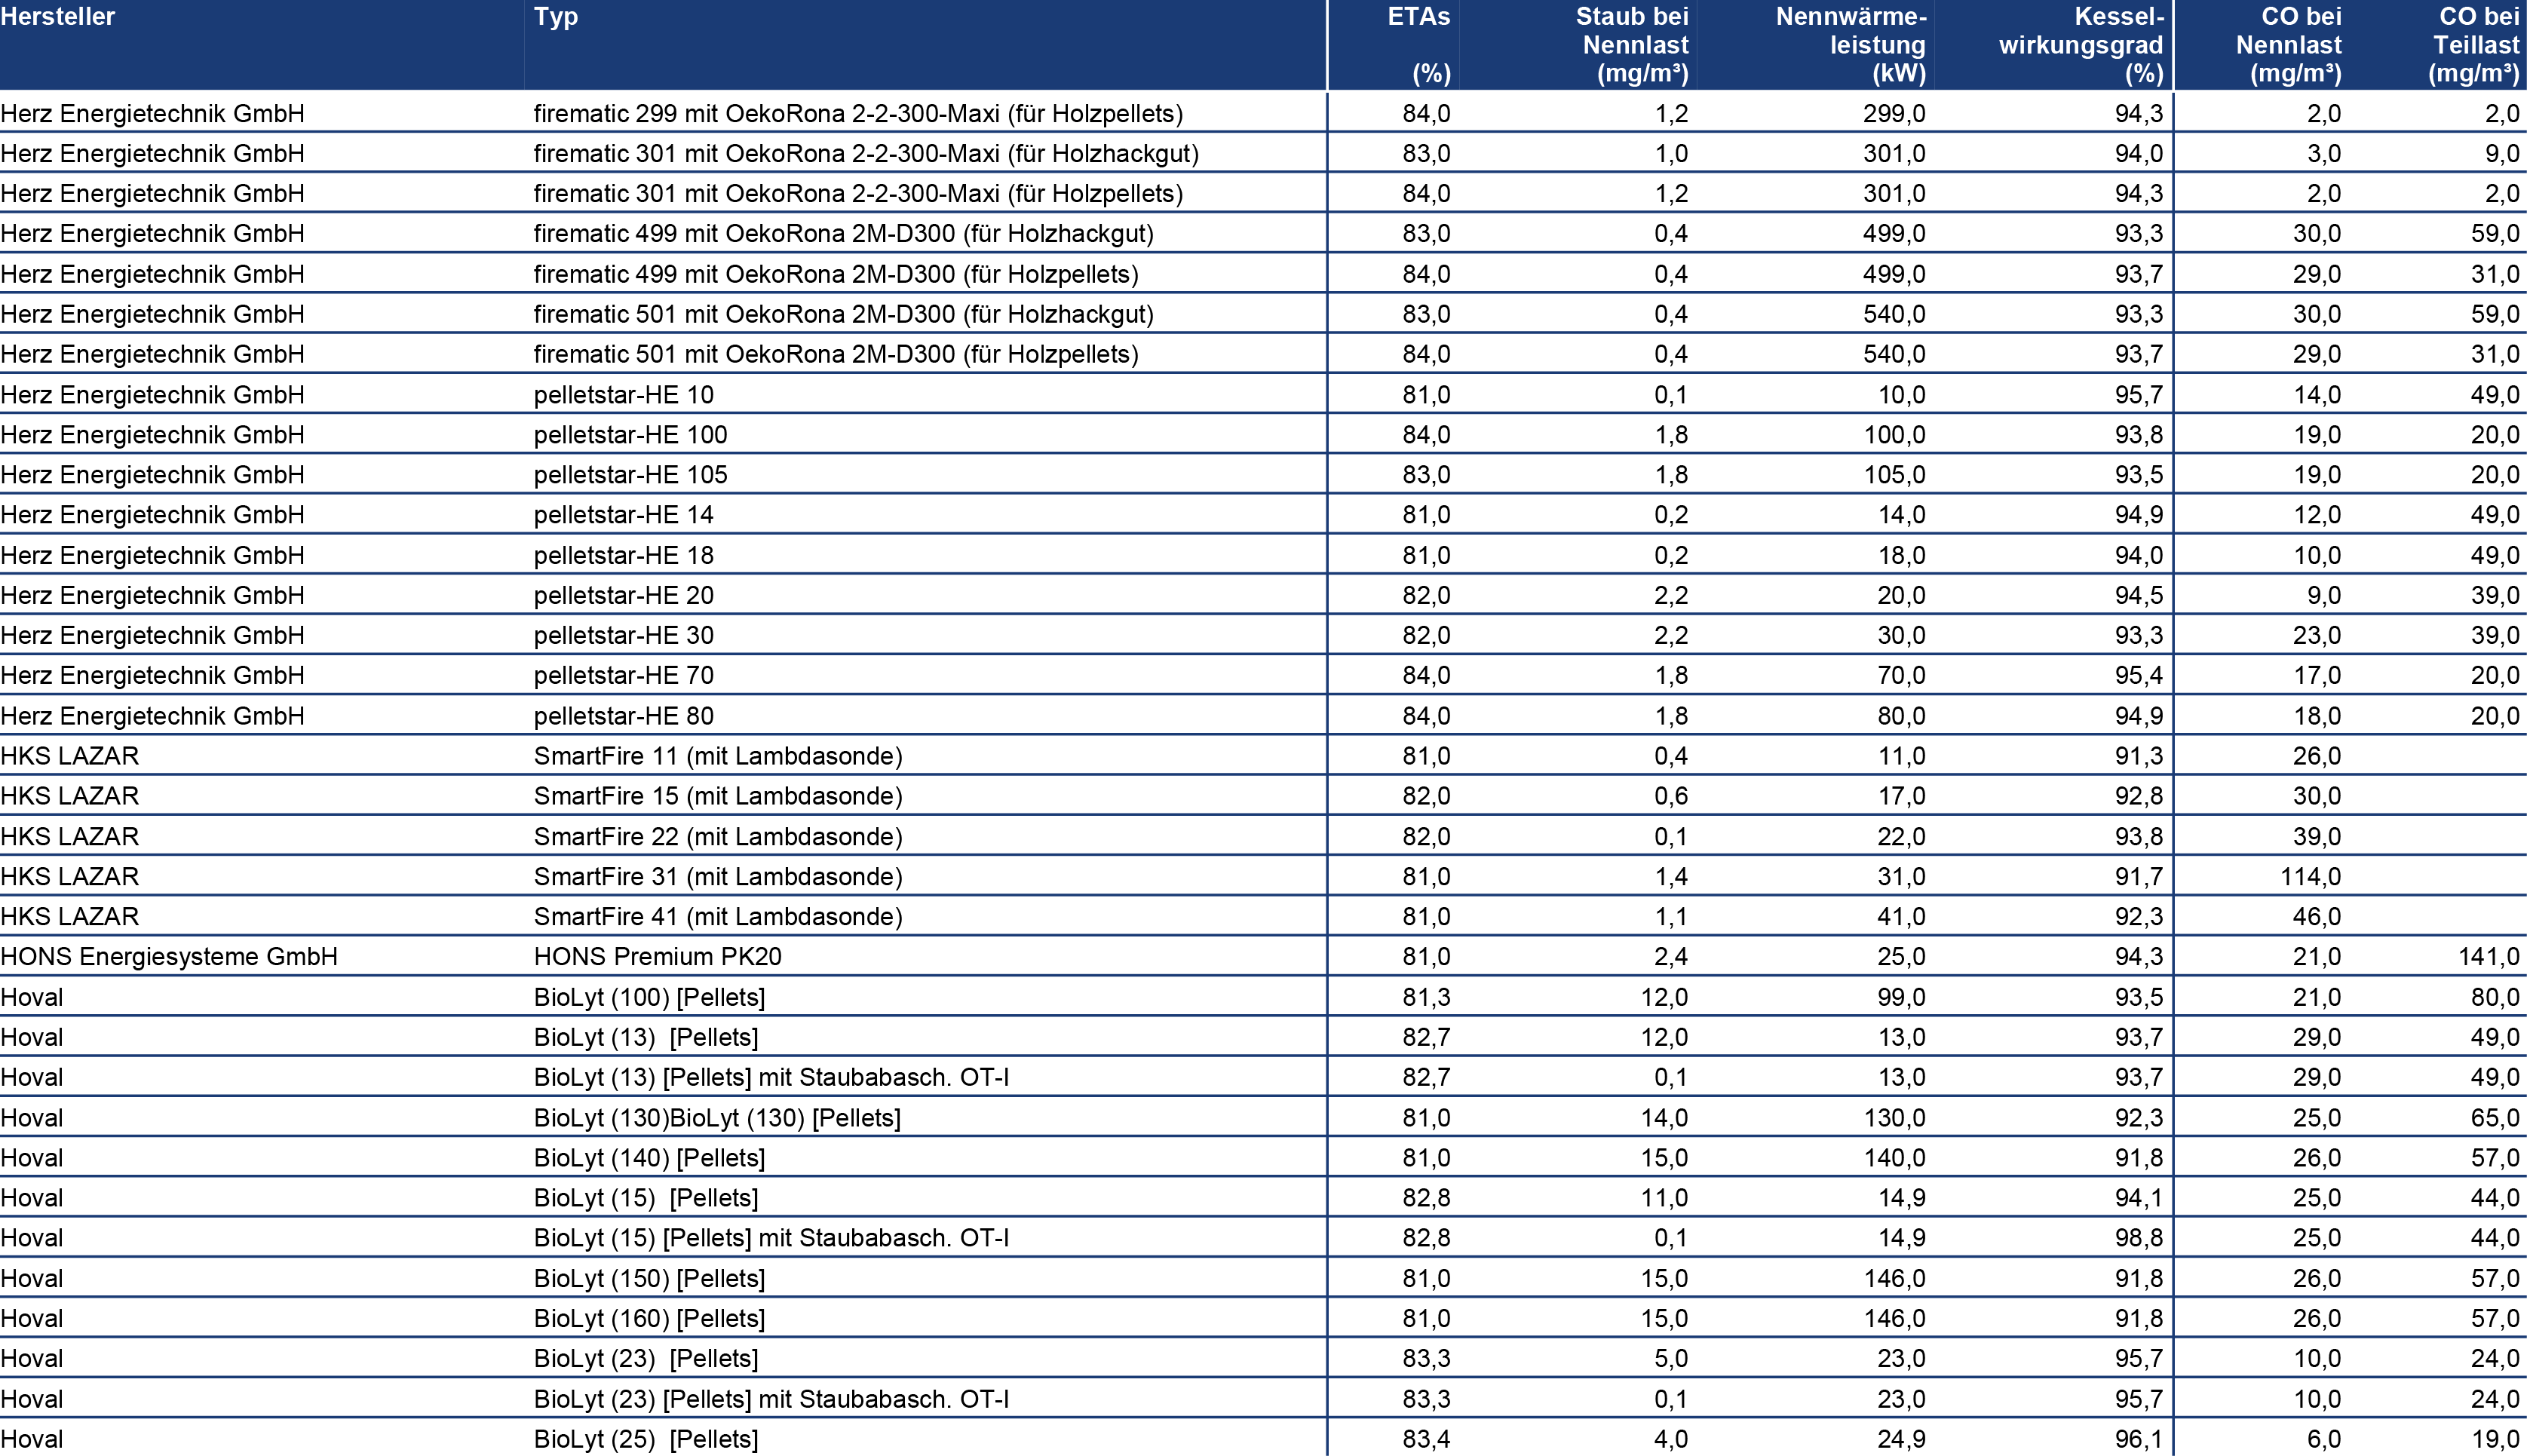 Hersteller Typ ETAs Staub bei Nennwärme- Kessel- CO bei CO bei
Nennlast leistung wirkungsgrad Nennlast Teillast
(%) (mg/m³) (kW) (%) (mg/m³) (mg/m³)
Herz Energietechnik GmbH firematic 299 mit OekoRona 2-2-300-Maxi (für Holzpellets) 84,0 1,2 299,0 94,3 2,0 2,0
Herz Energietechnik GmbH firematic 301 mit OekoRona 2-2-300-Maxi (für Holzhackgut) 83,0 1,0 301,0 94,0 3,0 9,0
Herz Energietechnik GmbH firematic 301 mit OekoRona 2-2-300-Maxi (für Holzpellets) 84,0 1,2 301,0 94,3 2,0 2,0
Herz Energietechnik GmbH firematic 499 mit OekoRona 2M-D300 (für Holzhackgut) 83,0 0,4 499,0 93,3 30,0 59,0
Herz Energietechnik GmbH firematic 499 mit OekoRona 2M-D300 (für Holzpellets) 84,0 0,4 499,0 93,7 29,0 31,0
Herz Energietechnik GmbH firematic 501 mit OekoRona 2M-D300 (für Holzhackgut) 83,0 0,4 540,0 93,3 30,0 59,0
Herz Energietechnik GmbH firematic 501 mit OekoRona 2M-D300 (für Holzpellets) 84,0 0,4 540,0 93,7 29,0 31,0
Herz Energietechnik GmbH pelletstar-HE 10 81,0 0,1 10,0 95,7 14,0 49,0
Herz Energietechnik GmbH pelletstar-HE 100 84,0 1,8 100,0 93,8 19,0 20,0
Herz Energietechnik GmbH pelletstar-HE 105 83,0 1,8 105,0 93,5 19,0 20,0
Herz Energietechnik GmbH pelletstar-HE 14 81,0 0,2 14,0 94,9 12,0 49,0
Herz Energietechnik GmbH pelletstar-HE 18 81,0 0,2 18,0 94,0 10,0 49,0
Herz Energietechnik GmbH pelletstar-HE 20 82,0 2,2 20,0 94,5 9,0 39,0
Herz Energietechnik GmbH pelletstar-HE 30 82,0 2,2 30,0 93,3 23,0 39,0
Herz Energietechnik GmbH pelletstar-HE 70 84,0 1,8 70,0 95,4 17,0 20,0
Herz Energietechnik GmbH pelletstar-HE 80 84,0 1,8 80,0 94,9 18,0 20,0
HKS LAZAR SmartFire 11 (mit Lambdasonde) 81,0 0,4 11,0 91,3 26,0
HKS LAZAR SmartFire 15 (mit Lambdasonde) 82,0 0,6 17,0 92,8 30,0
HKS LAZAR SmartFire 22 (mit Lambdasonde) 82,0 0,1 22,0 93,8 39,0
HKS LAZAR SmartFire 31 (mit Lambdasonde) 81,0 1,4 31,0 91,7 114,0
HKS LAZAR SmartFire 41 (mit Lambdasonde) 81,0 1,1 41,0 92,3 46,0
HONS Energiesysteme GmbH HONS Premium PK20 81,0 2,4 25,0 94,3 21,0 141,0
Hoval BioLyt (100) [Pellets] 81,3 12,0 99,0 93,5 21,0 80,0
Hoval BioLyt (13)  [Pellets] 82,7 12,0 13,0 93,7 29,0 49,0
Hoval BioLyt (13) [Pellets] mit Staubabasch. OT-I 82,7 0,1 13,0 93,7 29,0 49,0
Hoval BioLyt (130)BioLyt (130) [Pellets] 81,0 14,0 130,0 92,3 25,0 65,0
Hoval BioLyt (140) [Pellets] 81,0 15,0 140,0 91,8 26,0 57,0
Hoval BioLyt (15)  [Pellets] 82,8 11,0 14,9 94,1 25,0 44,0
Hoval BioLyt (15) [Pellets] mit Staubabasch. OT-I 82,8 0,1 14,9 98,8 25,0 44,0
Hoval BioLyt (150) [Pellets] 81,0 15,0 146,0 91,8 26,0 57,0
Hoval BioLyt (160) [Pellets] 81,0 15,0 146,0 91,8 26,0 57,0
Hoval BioLyt (23)  [Pellets] 83,3 5,0 23,0 95,7 10,0 24,0
Hoval BioLyt (23) [Pellets] mit Staubabasch. OT-I 83,3 0,1 23,0 95,7 10,0 24,0
Hoval BioLyt (25)  [Pellets] 83,4 4,0 24,9 96,1 6,0 19,0